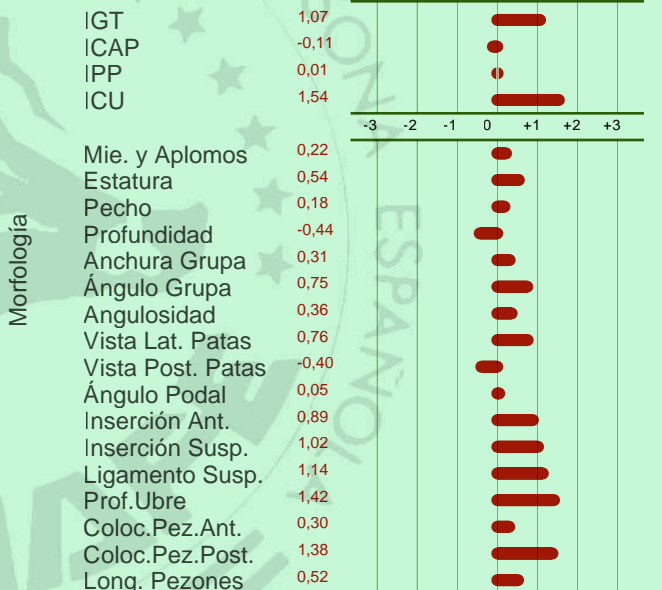 IGT 1,07
ICAP -0,11
IPP 0,01
ICU 1,54
-3 -2 -1 0 +1 +2 +3
Morfología
Mie. y Aplomos 0,22
Estatura 0,54
Pecho 0,18
Profundidad -0,44
Anchura Grupa 0,31
Ángulo Grupa 0,75
Angulosidad 0,36
Vista Lat. Patas 0,76
Vista Post. Patas -0,40
Ángulo Podal 0,05
Inserción Ant. 0,89
Inserción Susp. 1,02
Ligamento Susp. 1,14
Prof.Ubre 1,42
Coloc.Pez.Ant. 0,30
Coloc.Pez.Post. 1,38
Long. Pezones 0,52
ESPAÑOLA